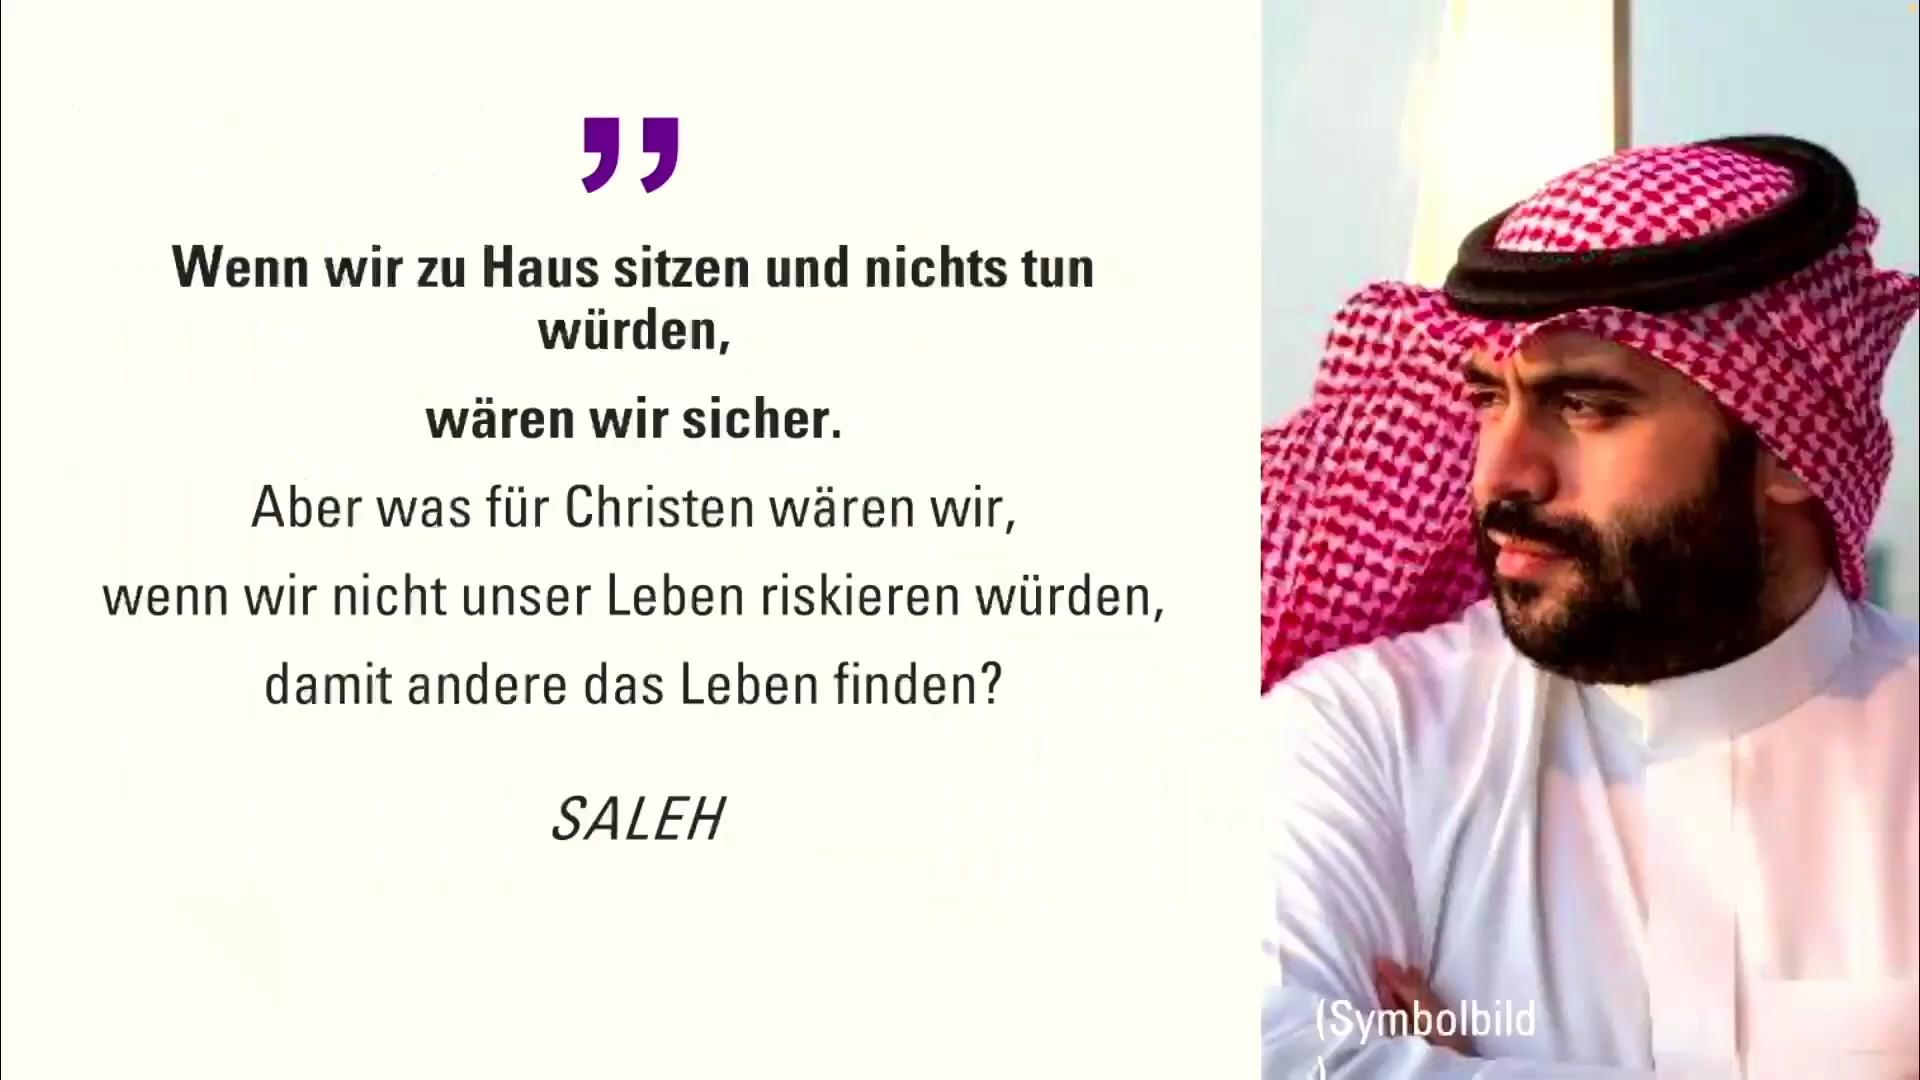 ”
Wenn wir zu Haus sitzen und nichts tun
würden,
wären wir sicher.
Aber was für Christen wären wir,
wenn wir nicht unser Leben riskieren würden,
damit andere das Leben finden?
SALEH
(Symbolbild
)